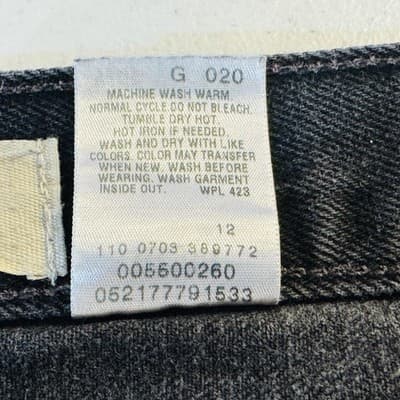 G 020
MACHINE WASH WARM.
NORMAL CYCLE. DO NOT BLEACH.
TUMBLE DRY HOT.
HOT IRON IF NEEDED.
WASH AND DRY WITH LIKE
COLORS. COLOR MAY TRANSFER
WHEN NEW. WASH BEFORE
WEARING. WASH GARMENT
INSIDE OUT. WPL 423
12
110 0703 389772
005600260
052177791533